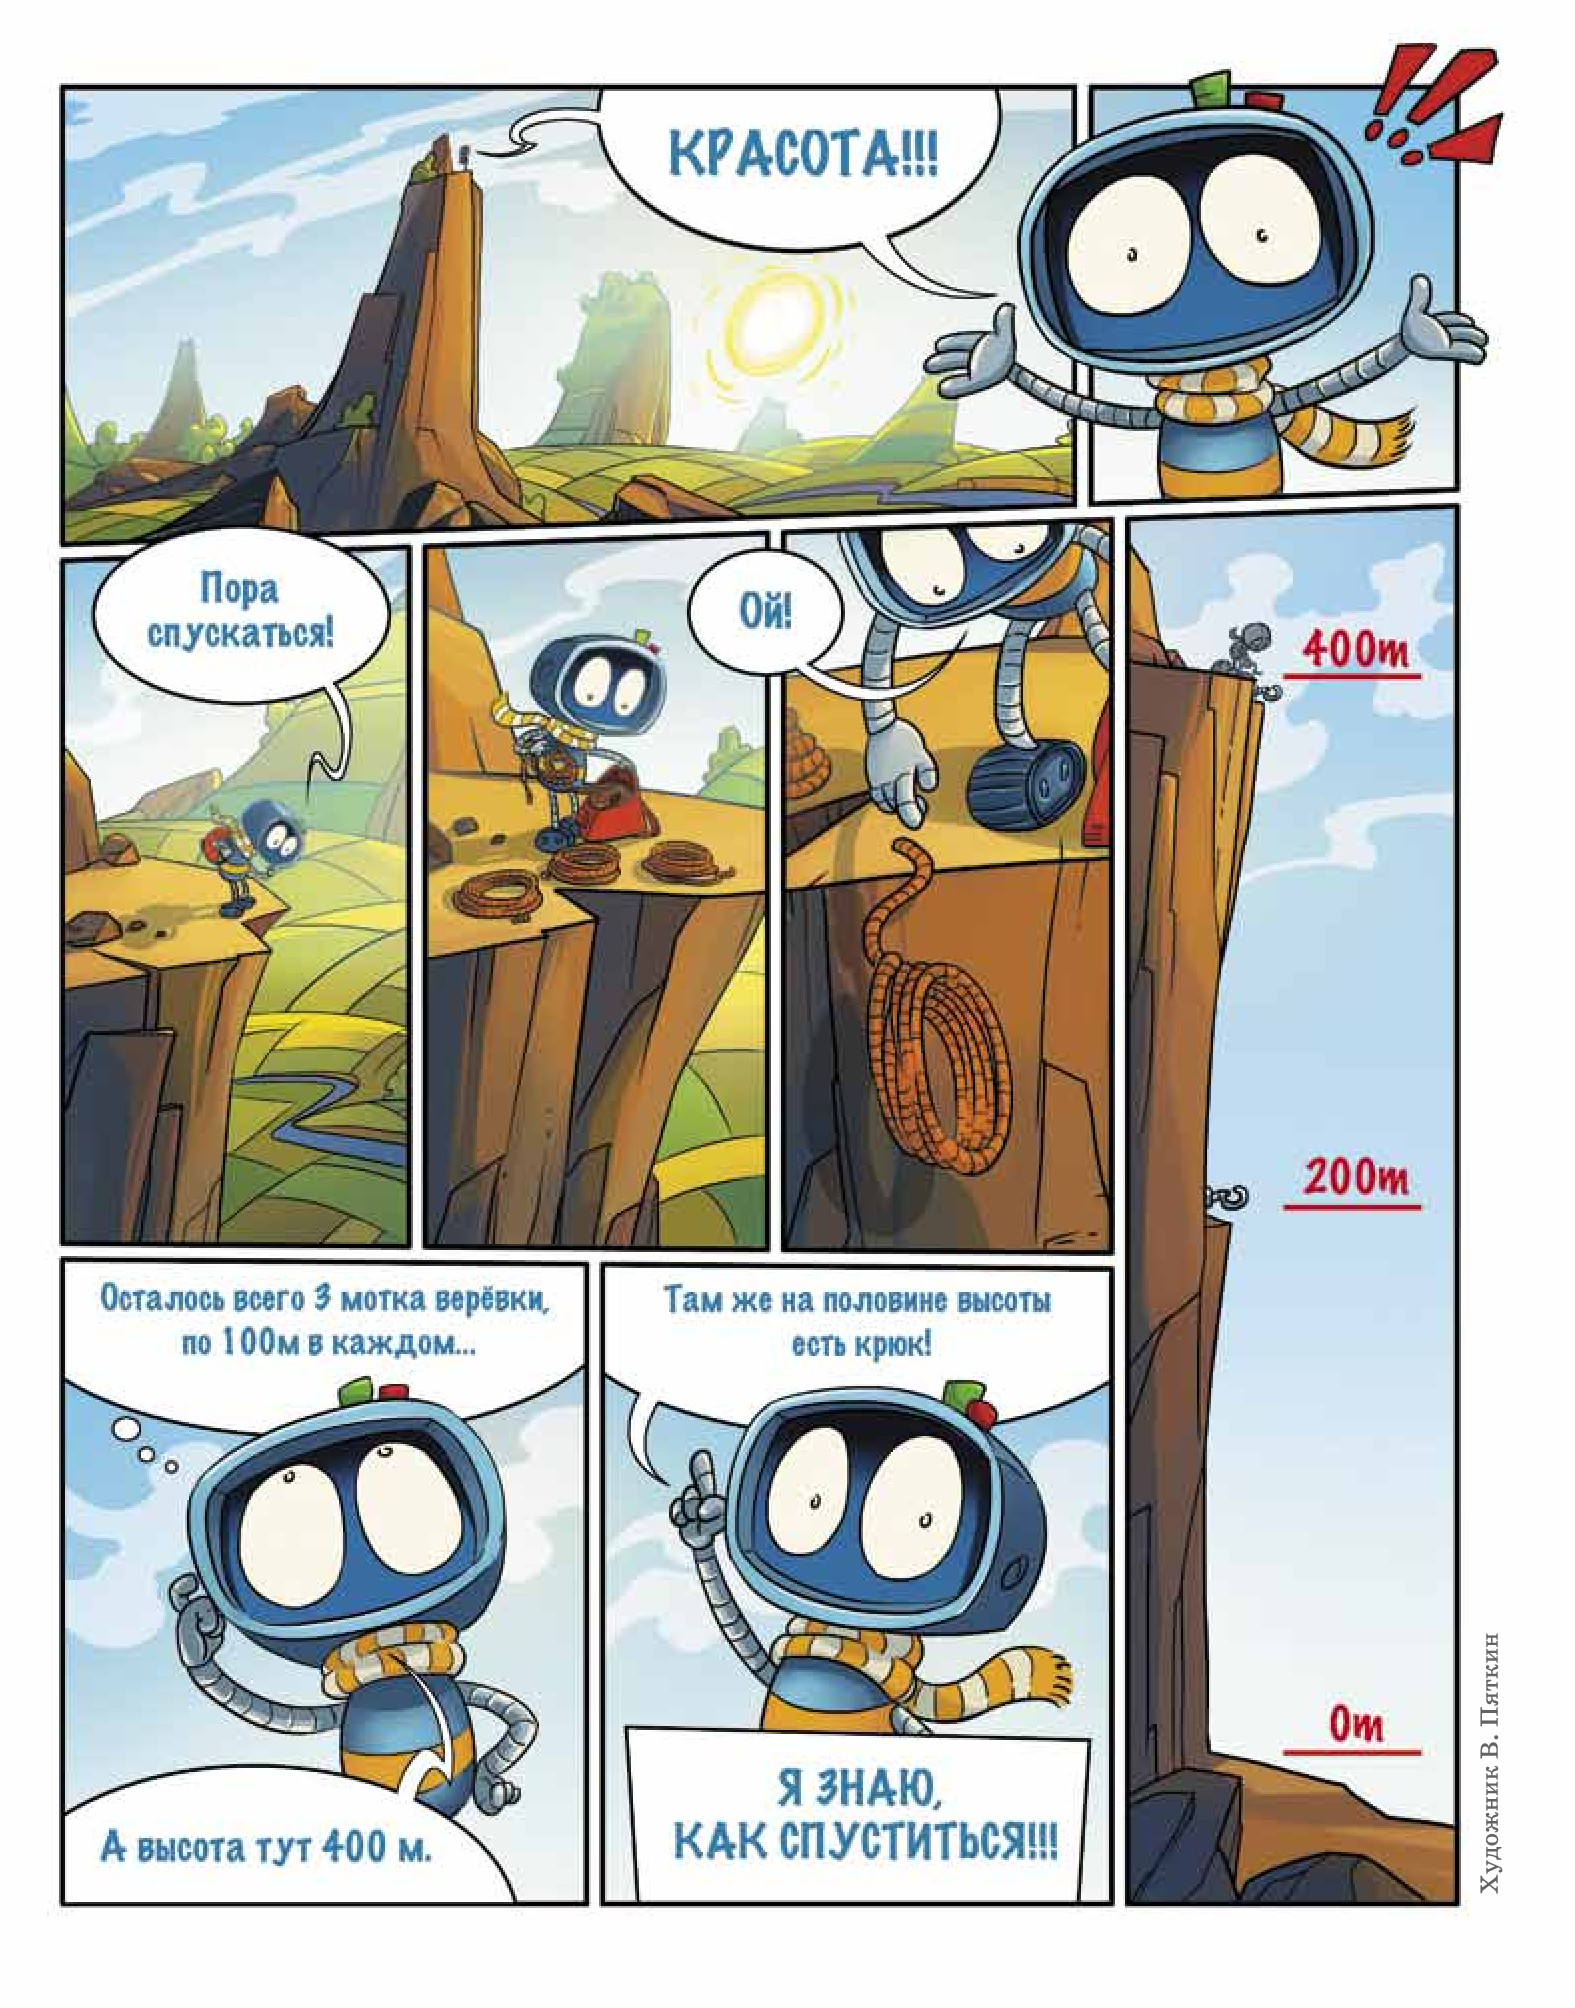 КРАСОТА!!!
Пора
спускаться!
Ой!
400m
200m
0m
Осталось всего 3 мотка верёвки,
по 100м в каждом...
А высота тут 400 м.
Там же на половине высоты
есть крюк!
Я ЗНАЮ,
КАК СПУСТИТЬСЯ!!!
Художник В. Пяткин